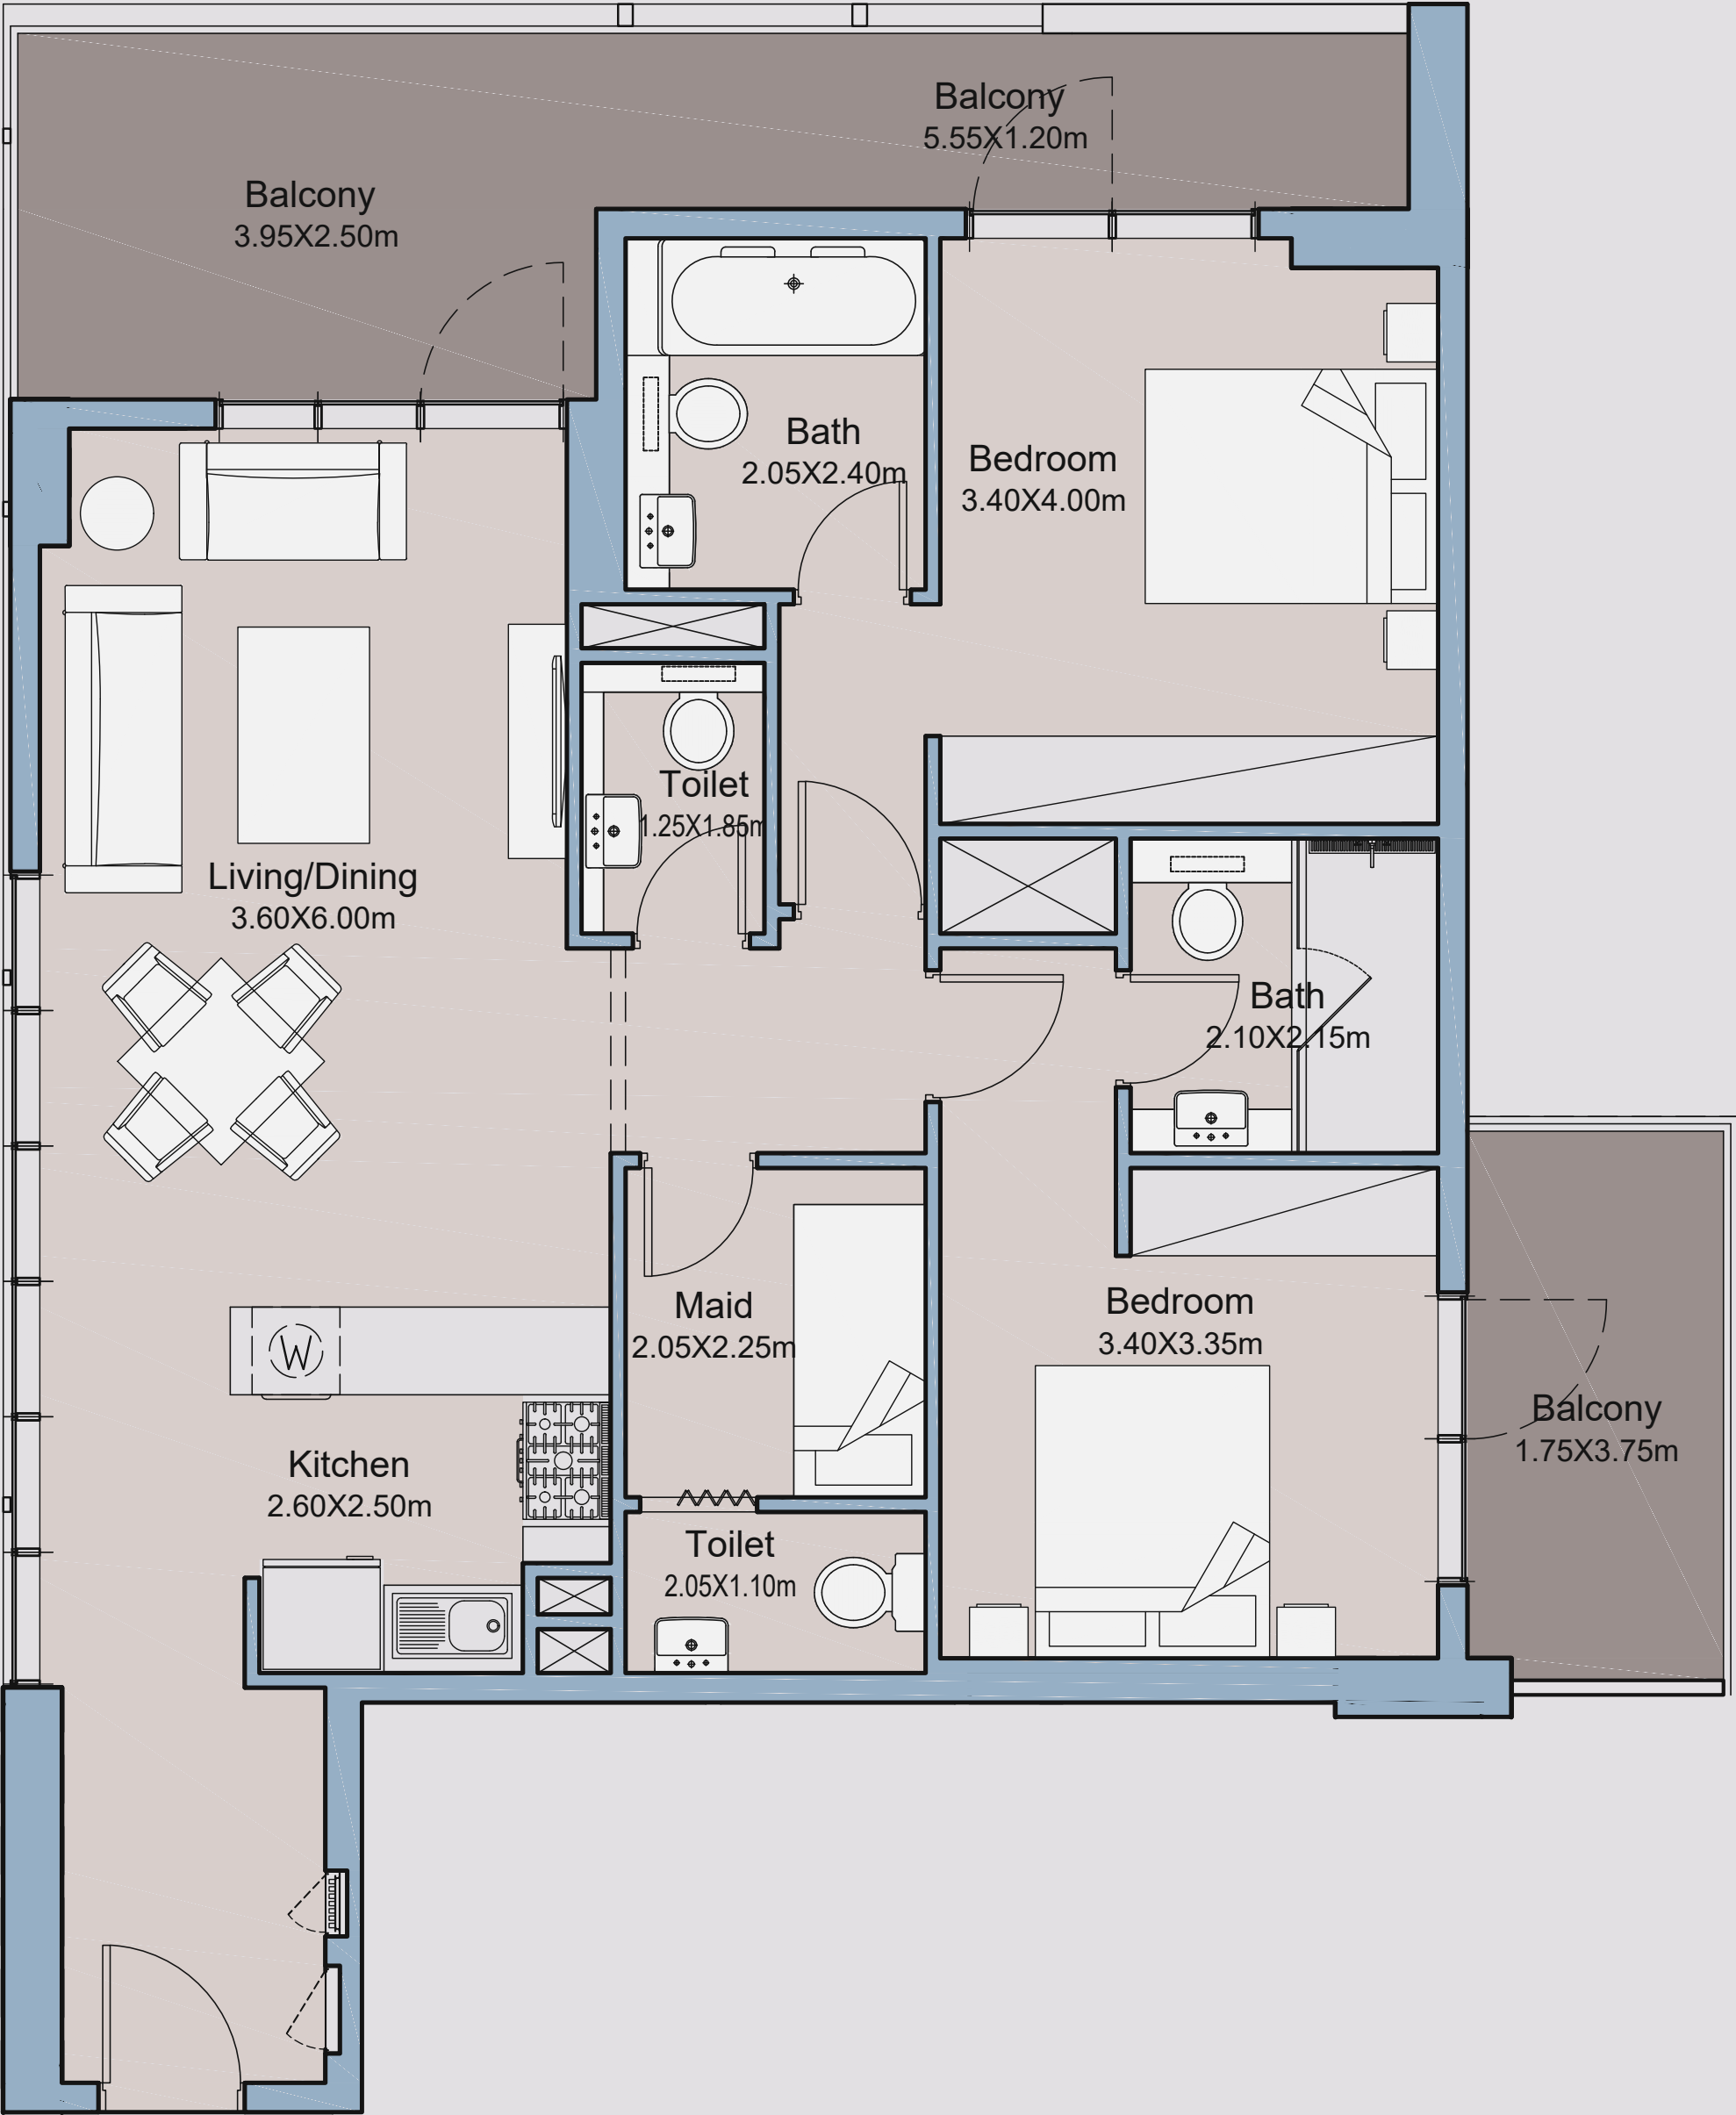 Balcony
5.55X1.20m
Balcony
3.95X2.50m
Bath
2.05X2.40m
Bedroom
3.40X4.00m
Toilet
1.25X1.85m
Living/Dining
3.60X6.00m
Bath
2.10X2.15m
Maid
2.05X2.25m
Bedroom
3.40X3.35m
W
Balcony
1.75X3.75m
Kitchen
2.60X2.50m
Toilet
2.05X1.10m